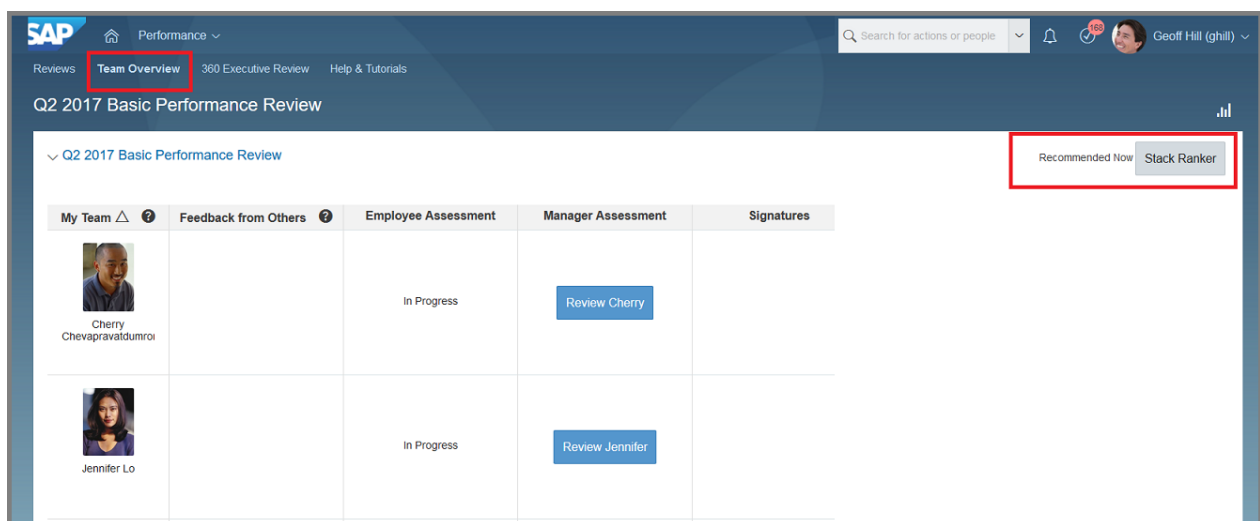 SAP Performance Search for actions or people 168 Geoff Hill (ghill)
Reviews Team Overview 360 Executive Review Help & Tutorials
Q2 2017 Basic Performance Review
Q2 2017 Basic Performance Review Recommended Now Stack Ranker
My Team ? Feedback from Others ? Employee Assessment Manager Assessment Signatures
In Progress Review Cherry
Cherry
Chevapravatdumroı
In Progress Review Jennifer
Jennifer Lo